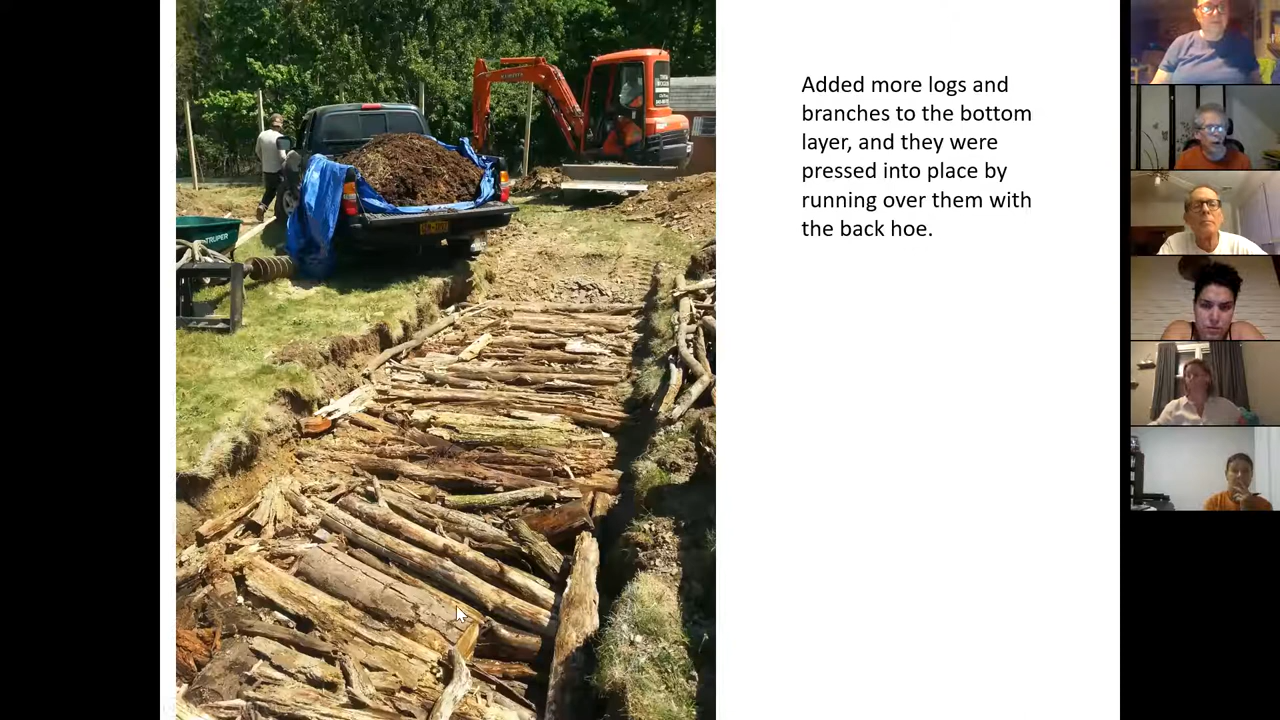 Added more logs and
branches to the bottom
layer, and they were
pressed into place by
running over them with
the back hoe.
TRUPER